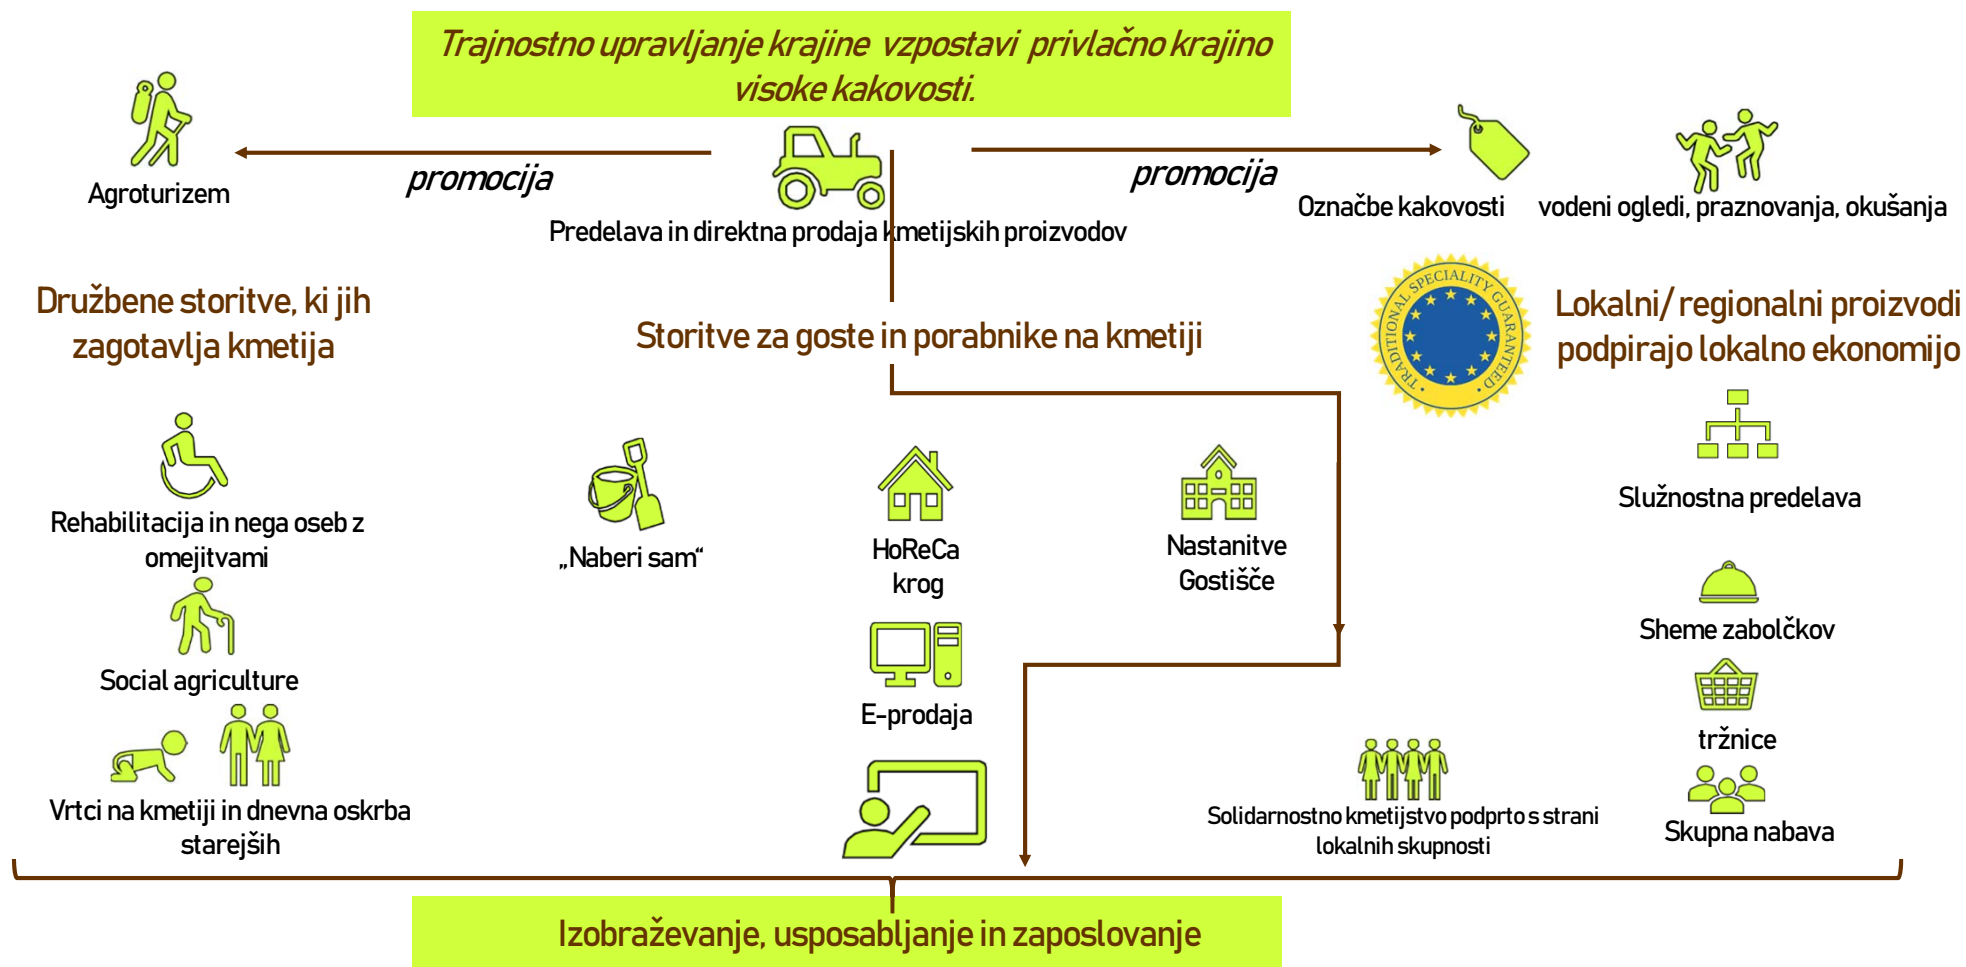 Trajnostno upravljanje krajine vzpostavi privlačno krajino
visoke kakovosti.
promocija
promocija
Agroturizem
Označbe kakovosti
vodeni ogledi, praznovanja, okušanja
Predelava in direktna prodaja kmetijskih proizvodov
Družbene storitve, ki jih
zagotavlja kmetija
Storitve za goste in porabnike na kmetiji
TRADITIONAL SPECIALITY GUARANTEED
Lokalni/ regionalni proizvodi
podpirajo lokalno ekonomijo
Rehabilitacija in nega oseb z
omejitvami
„Naberi sam“
HoReCa
krog
Nastanitve
Gostišče
Služnostna predelava
Social agriculture
E-prodaja
Sheme zabolčkov
tržnice
Vrtci na kmetiji in dnevna oskrba
starejših
Solidarnostno kmetijstvo podprto s strani
lokalnih skupnosti
Skupna nabava
Izobraževanje, usposabljanje in zaposlovanje